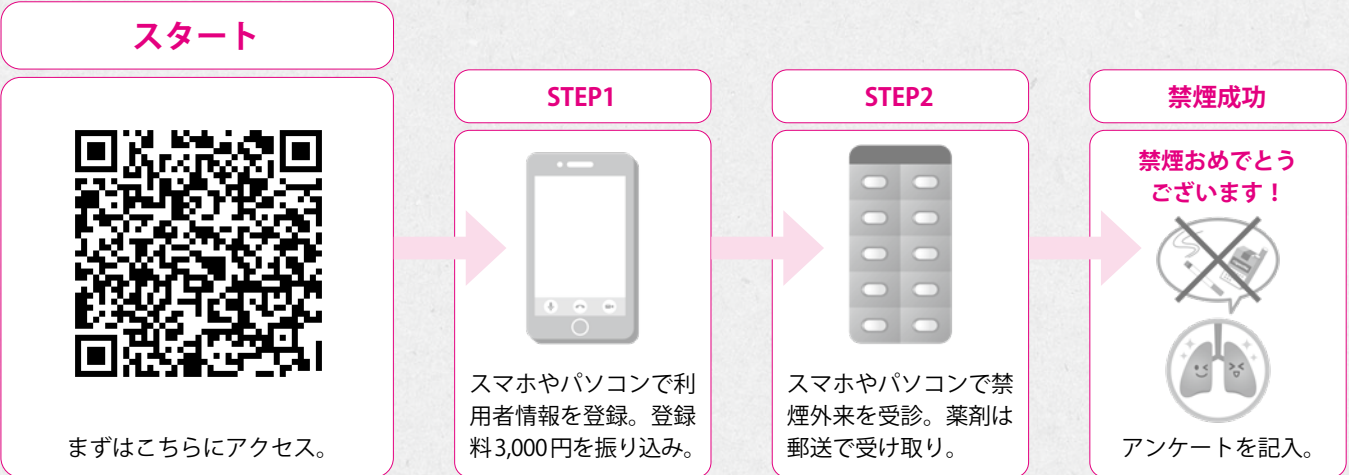 スタート
まずはこちらにアクセス。
STEP1
スマホやパソコンで利
用者情報を登録。登録
料3,000円を振り込み。
STEP2
スマホやパソコンで禁
煙外来を受診。薬剤は
郵送で受け取り。
禁煙成功
禁煙おめでとう
ございます！
アンケートを記入。